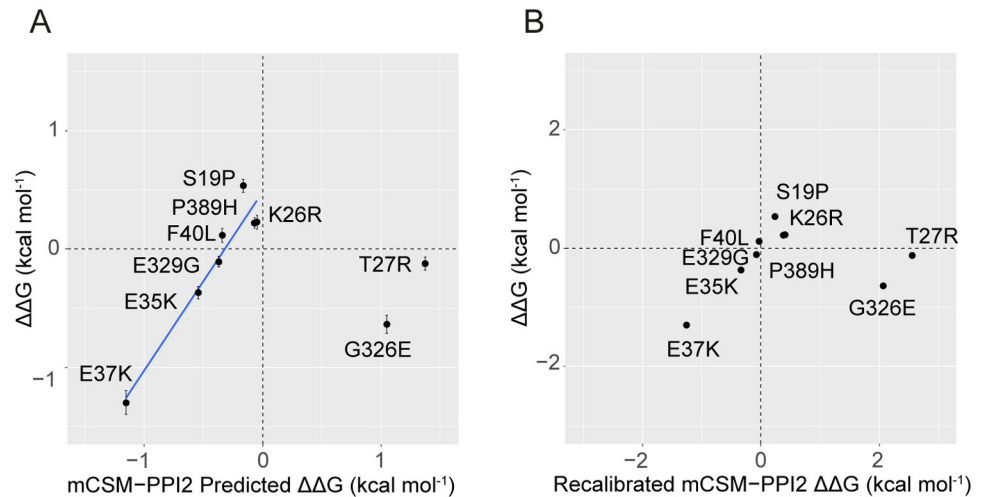 A
B
ΔΔG (kcal mol-1)
1
0
−1
S19P
P389H
K26R
F40L
E329G
T27R
E35K
G326E
E37K
−1
0
1
mCSM−PPI2 Predicted ΔΔG (kcal mol-1)
ΔΔG (kcal mol-1)
2
0
−2
S19P
K26R
F40L
T27R
E329G
P389H
E35K
G326E
E37K
−2
0
2
Recalibrated mCSM−PPI2 ΔΔG (kcal mol-1)